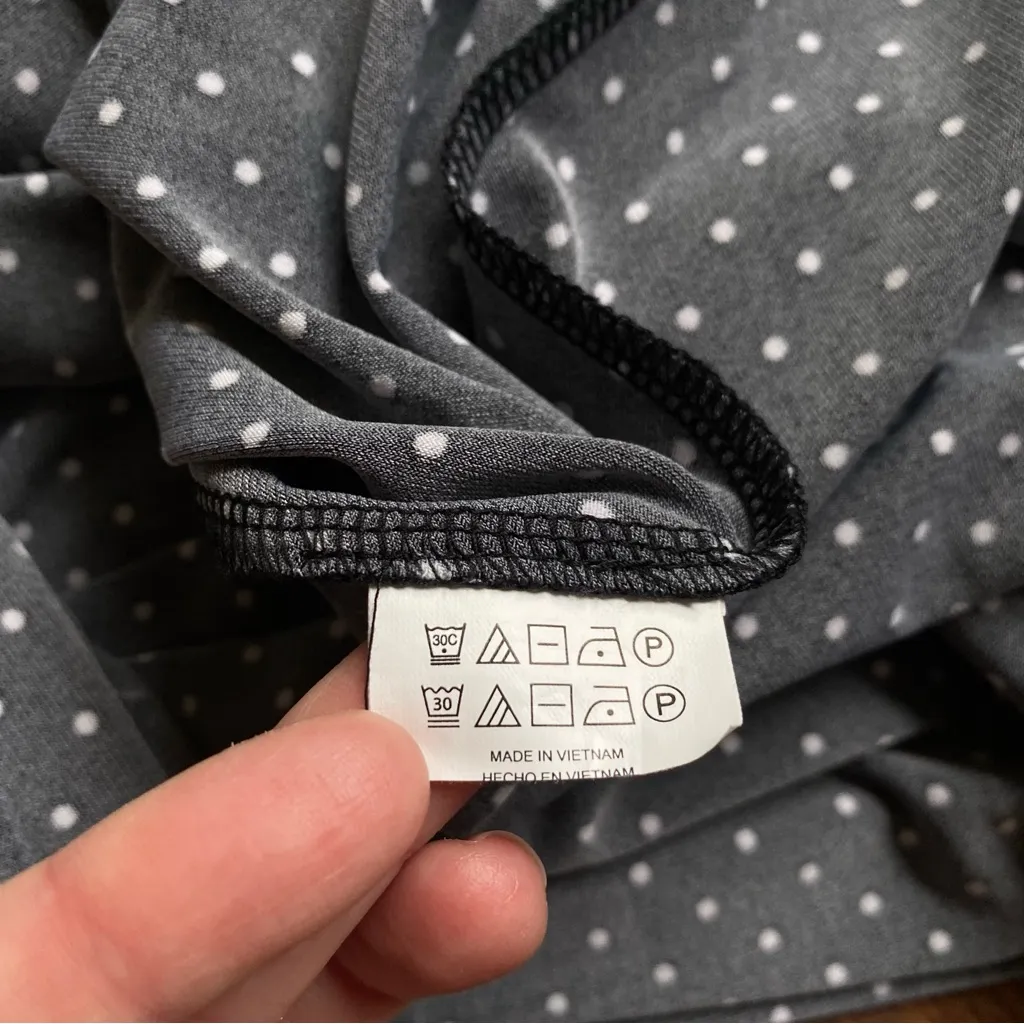 30C P
30 P
MADE IN VIETNAM
HECHO EN VIETNAM